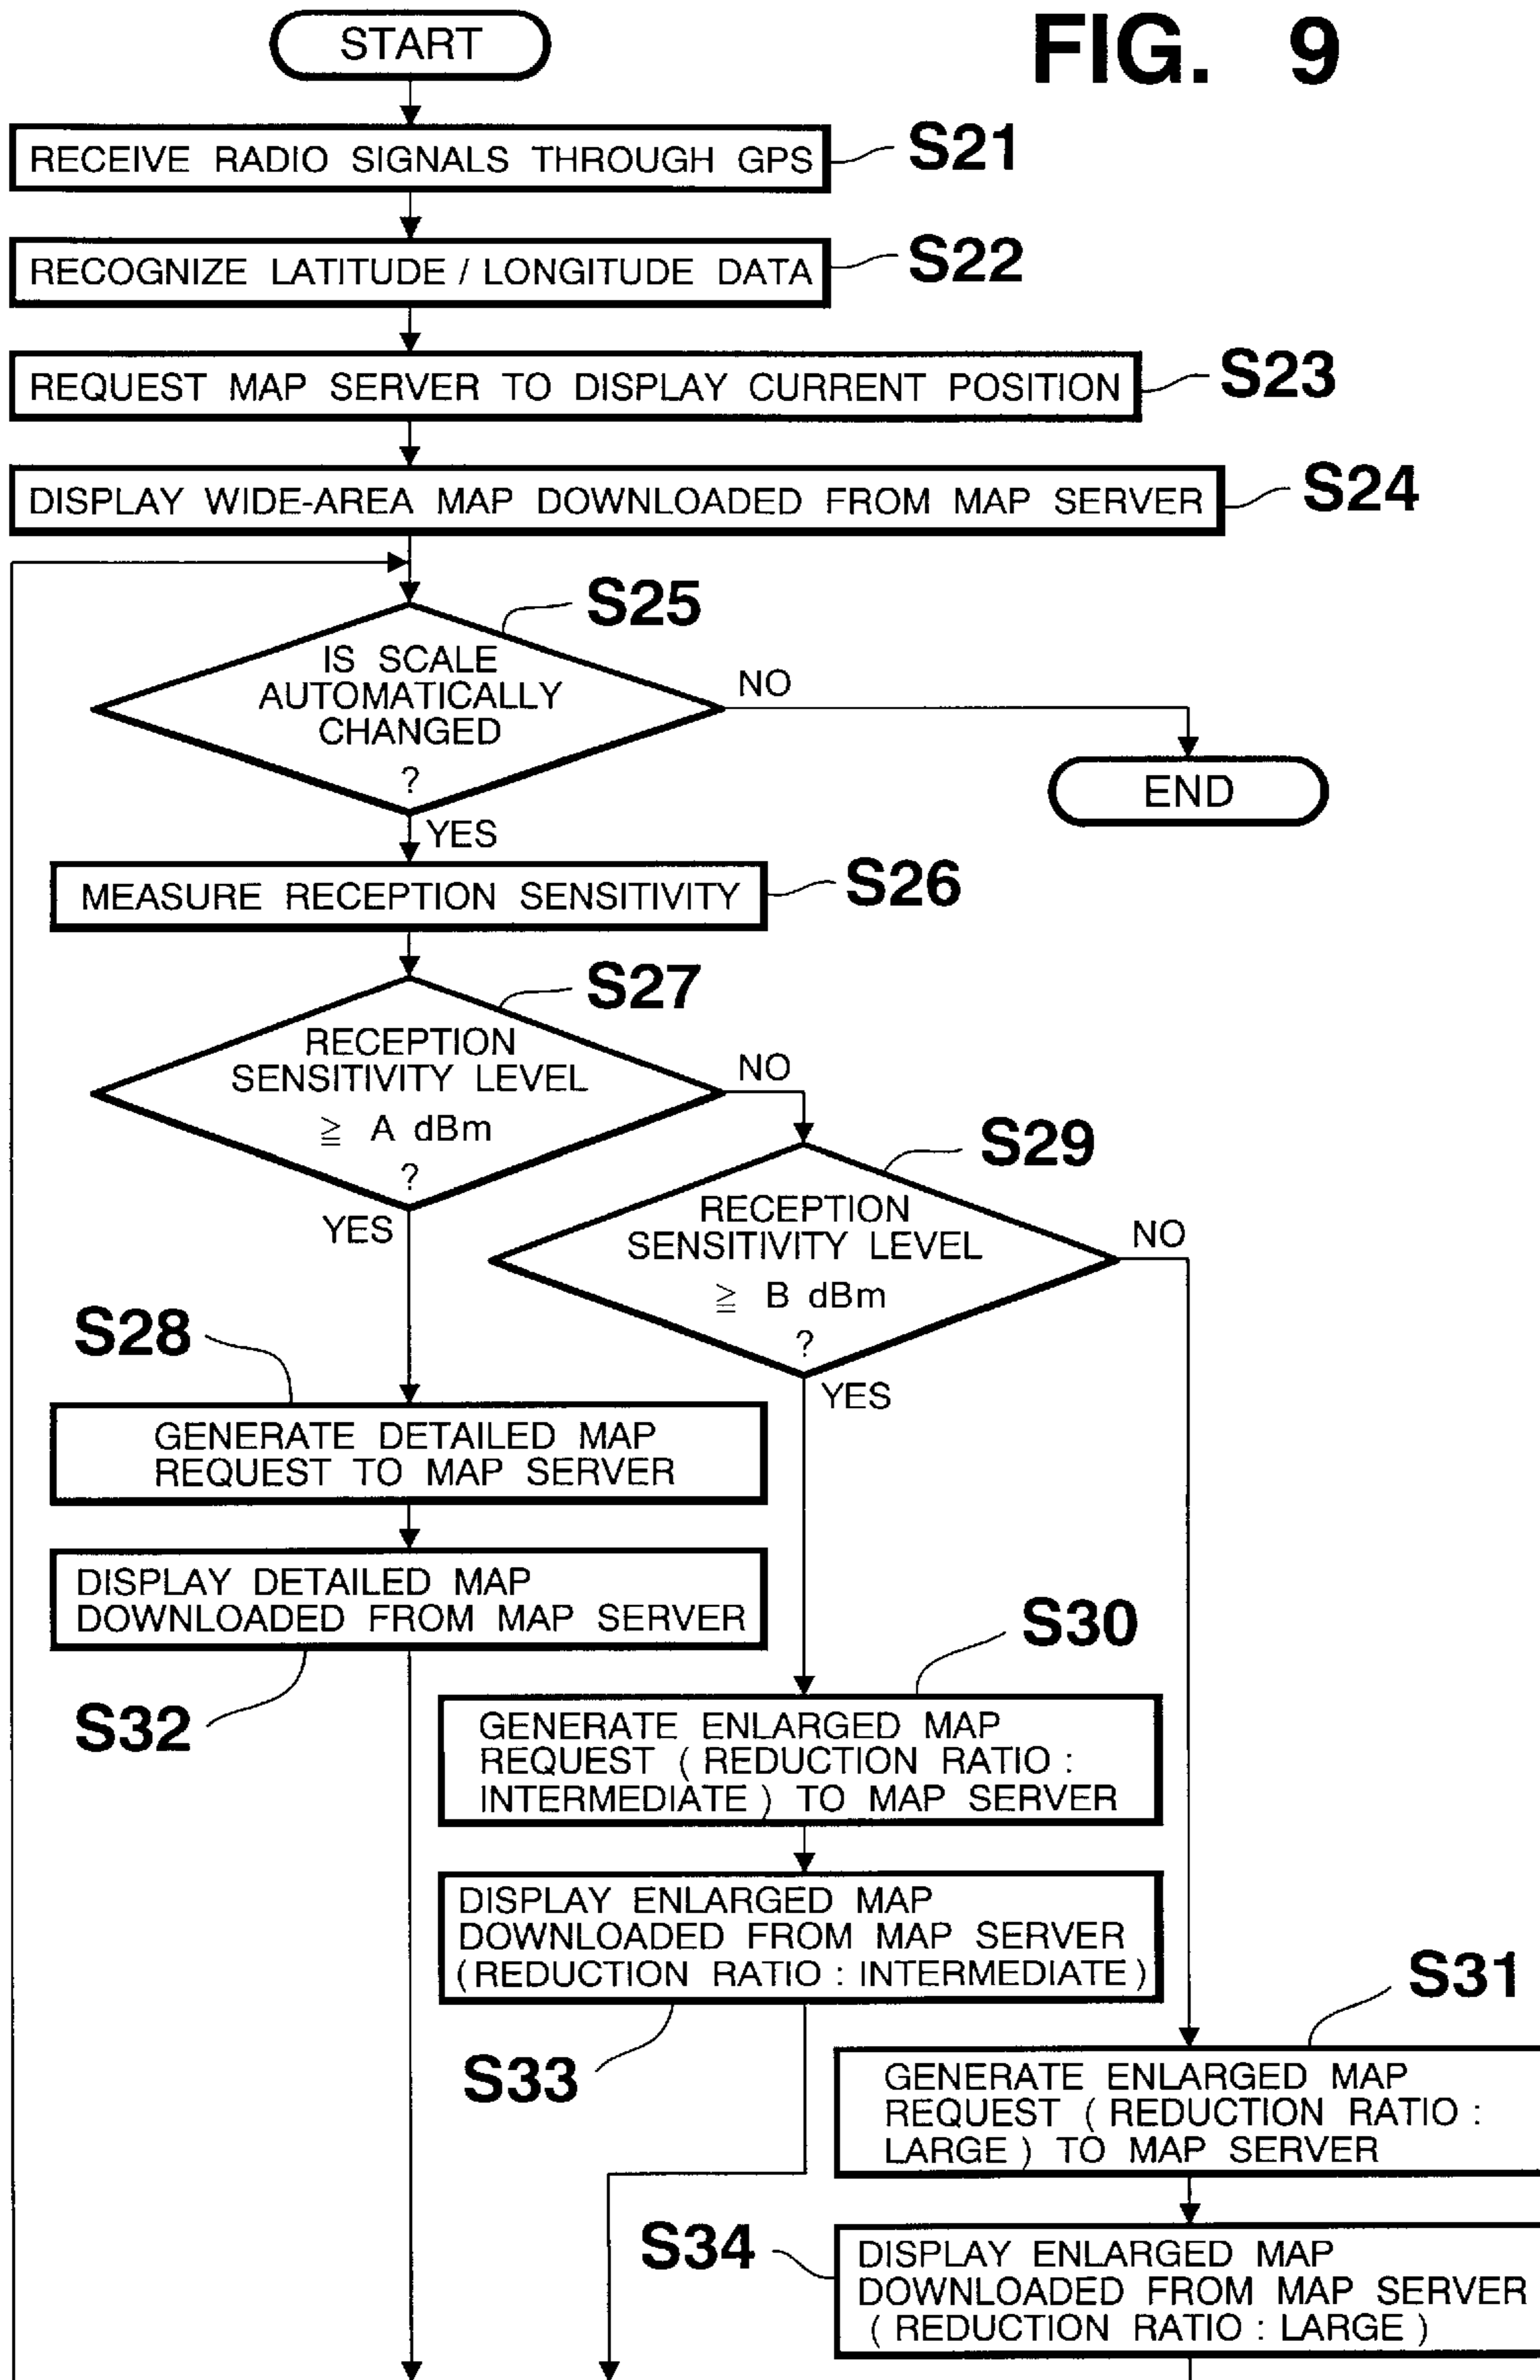 FIG. 9
START
RECEIVE RADIO SIGNALS THROUGH GPS
S21
RECOGNIZE LATITUDE / LONGITUDE DATA
S22
REQUEST MAP SERVER TO DISPLAY CURRENT POSITION
S23
DISPLAY WIDE-AREA MAP DOWNLOADED FROM MAP SERVER
S24
S25
IS SCALE
AUTOMATICALLY
CHANGED
?
NO
END
YES
MEASURE RECEPTION SENSITIVITY
S26
S27
RECEPTION
SENSITIVITY LEVEL
≧ A dBm
?
NO
YES
S29
RECEPTION
SENSITIVITY LEVEL
≧ B dBm
?
NO
YES
S28
GENERATE DETAILED MAP
REQUEST TO MAP SERVER
DISPLAY DETAILED MAP
DOWNLOADED FROM MAP SERVER
S32
S30
GENERATE ENLARGED MAP
REQUEST ( REDUCTION RATIO :
INTERMEDIATE ) TO MAP SERVER
DISPLAY ENLARGED MAP
DOWNLOADED FROM MAP SERVER
( REDUCTION RATIO : INTERMEDIATE )
S33
S31
GENERATE ENLARGED MAP
REQUEST ( REDUCTION RATIO :
LARGE ) TO MAP SERVER
S34
DISPLAY ENLARGED MAP
DOWNLOADED FROM MAP SERVER
( REDUCTION RATIO : LARGE )